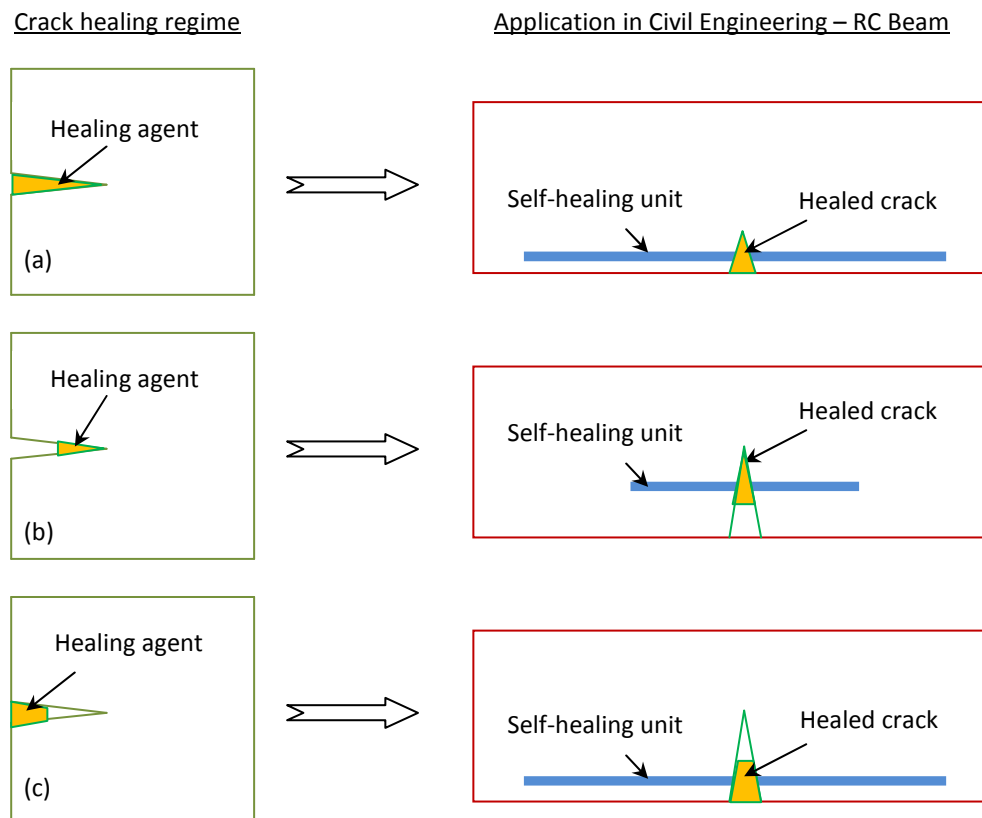 Crack healing regime
Application in Civil Engineering – RC Beam
Healing agent
Self-healing unit
Healed crack
(a)
Healing agent
Healed crack
Self-healing unit
(b)
Healing agent
Self-healing unit
Healed crack
(c)